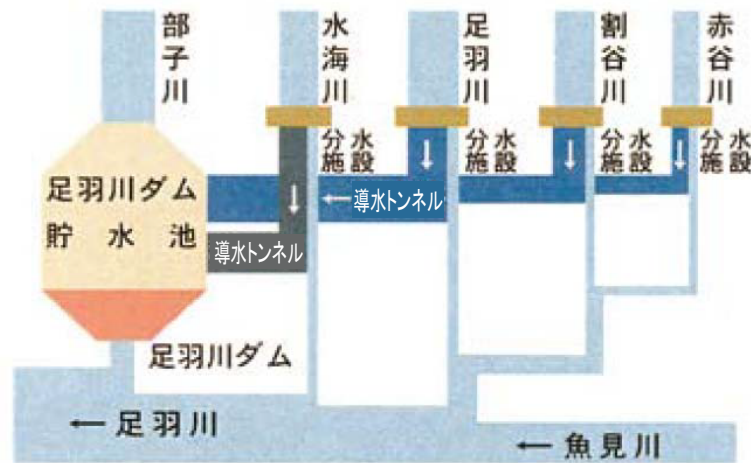 部子川
水海川
足羽川
割谷川
赤谷川
分水施設
分水施設
分水施設
分水施設
足羽川ダム
貯水池
←導水トンネル
導水トンネル
足羽川ダム
←足羽川
←魚見川